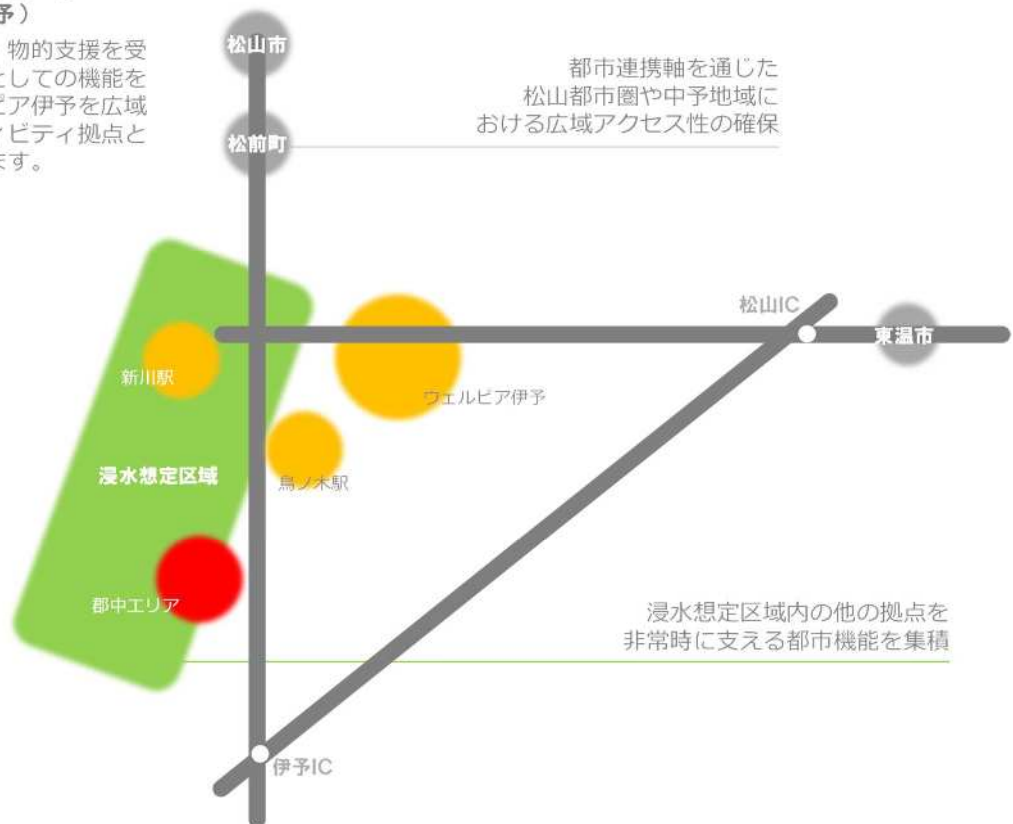 予）
物的支援を受
としての機能を
ピア伊予を広域
ィビティ拠点と
ます。
松山市
松前町
都市連携軸を通じた
松山都市圏や中予地域に
おける広域アクセス性の確保
松山IC
東温市
新川駅
ウェルピア伊予
浸水想定区域
鳥ノ木駅
郡中エリア
浸水想定区域内の他の拠点を
非常時に支える都市機能を集積
伊予IC